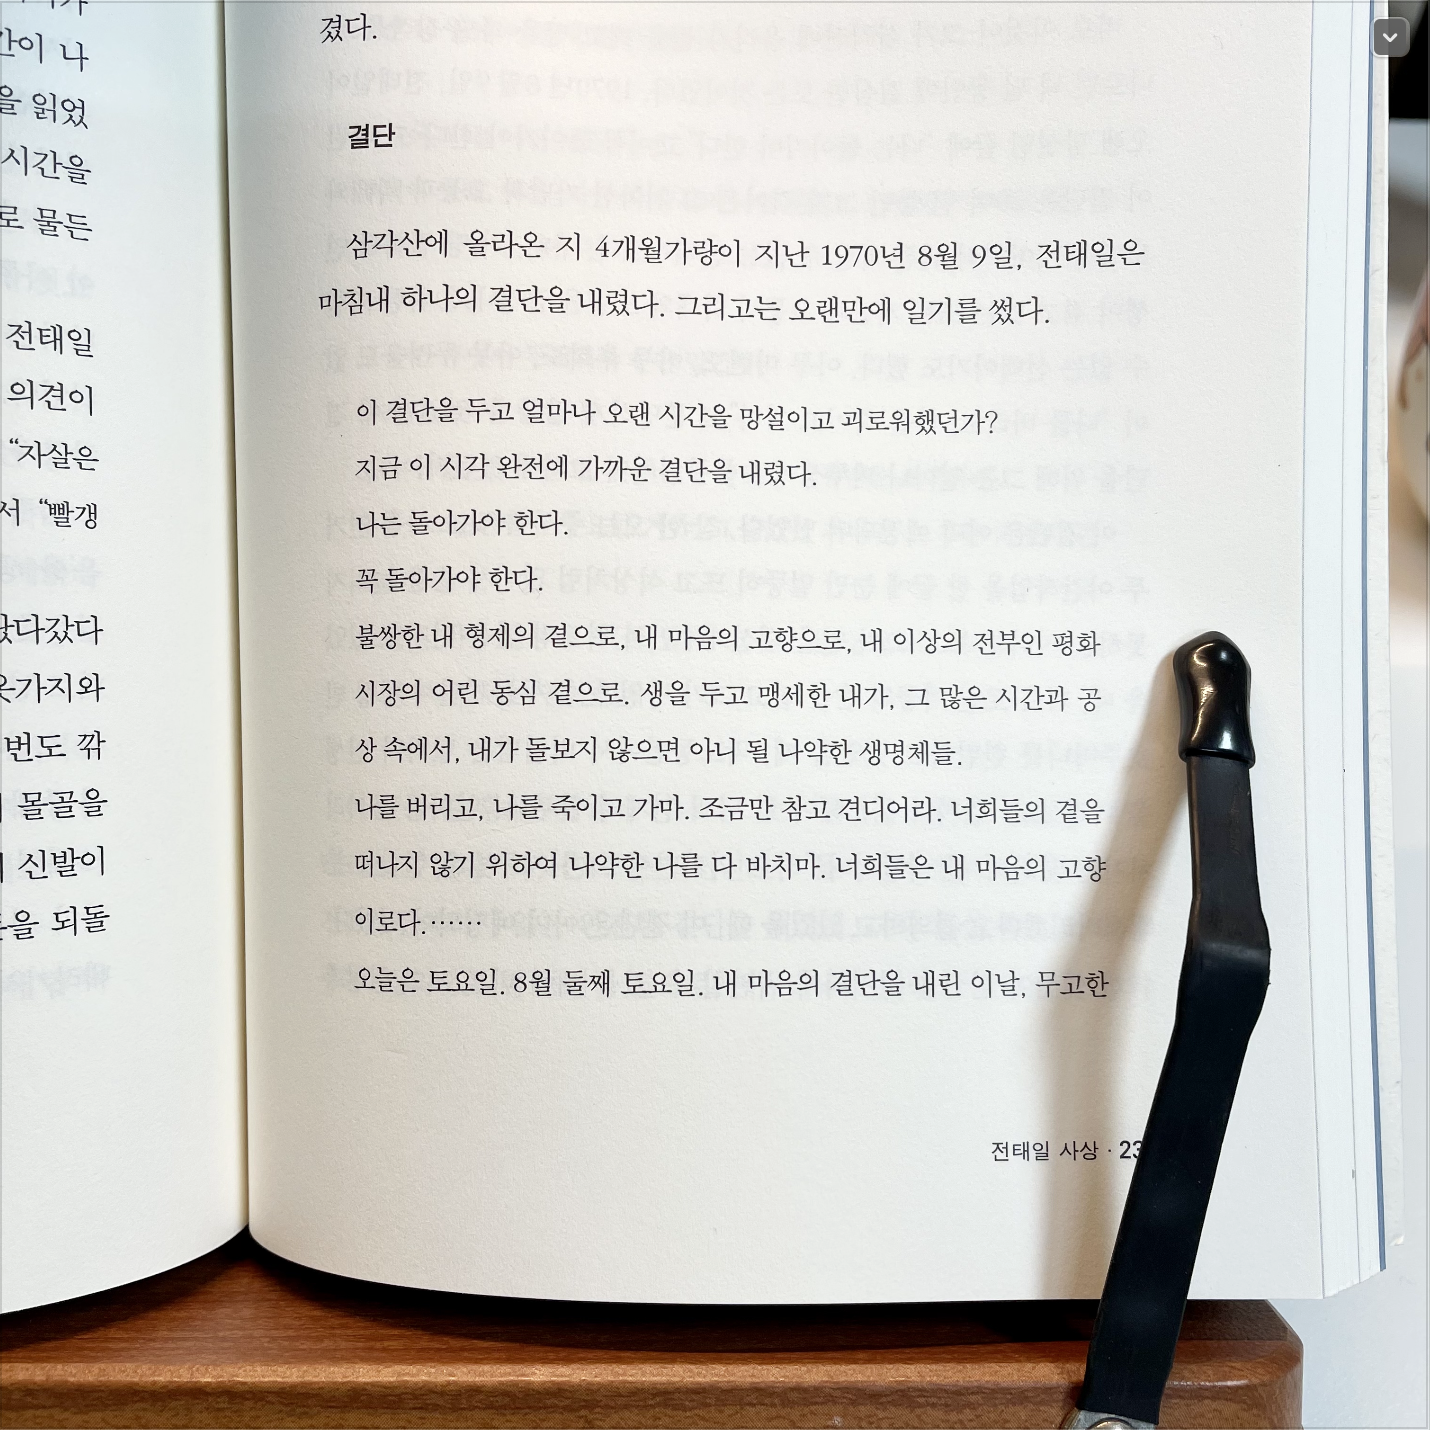 간이 나
을 읽었
시간을
로 물든
전태일
의견이
“자살은
서 “빨갱
왔다갔다
옷가지와
번도 깎
몰골을
신발이
을 되돌
겼다.
결단
삼각산에 올라온 지 4개월가량이 지난 1970년 8월 9일, 전태일은
마침내 하나의 결단을 내렸다. 그리고는 오랜만에 일기를 썼다.
이 결단을 두고 얼마나 오랜 시간을 망설이고 괴로워했던가?
지금 이 시각 완전에 가까운 결단을 내렸다.
나는 돌아가야 한다.
꼭 돌아가야 한다.
불쌍한 내 형제의 곁으로, 내 마음의 고향으로, 내 이상의 전부인 평화
시장의 어린 동심 곁으로. 생을 두고 맹세한 내가, 그 많은 시간과 공
상 속에서, 내가 돌보지 않으면 아니 될 나약한 생명체들.
나를 버리고, 나를 죽이고 가마. 조금만 참고 견디어라. 너희들의 곁을
떠나지 않기 위하여 나약한 나를 다 바치마. 너희들은 내 마음의 고향
이로다.……
오늘은 토요일. 8월 둘째 토요일. 내 마음의 결단을 내린 이날, 무고한
전태일 사상 · 23